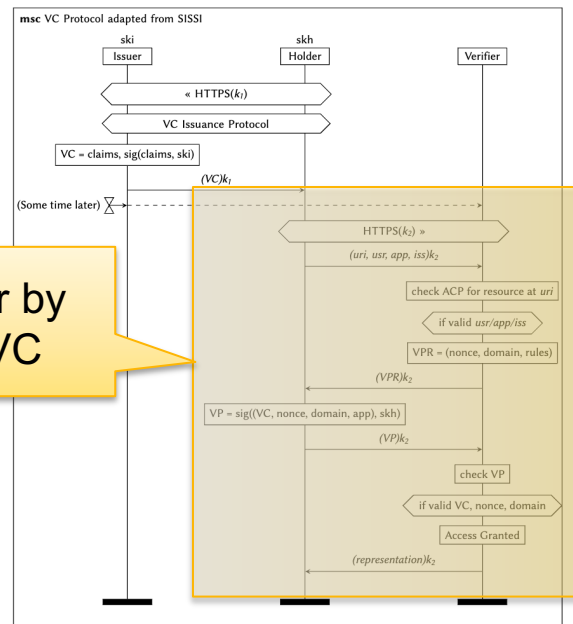 msc VC Protocol adapted from SISSI
ski
skh
Issuer
Holder
Verifier
« HTTPS(k1)
VC Issuance Protocol
VC = claims, sig(claims, ski)
(VC)k1
(Some time later)
HTTPS(k2) »
(uri, usr, app, iss)k2
check ACP for resource at uri
if valid usr/app/iss
VPR = (nonce, domain, rules)
(VPR)k2
VP = sig((VC, nonce, domain, app), skh)
(VP)k2
check VP
if valid VC, nonce, domain
Access Granted
(representation)k2
r by
VC